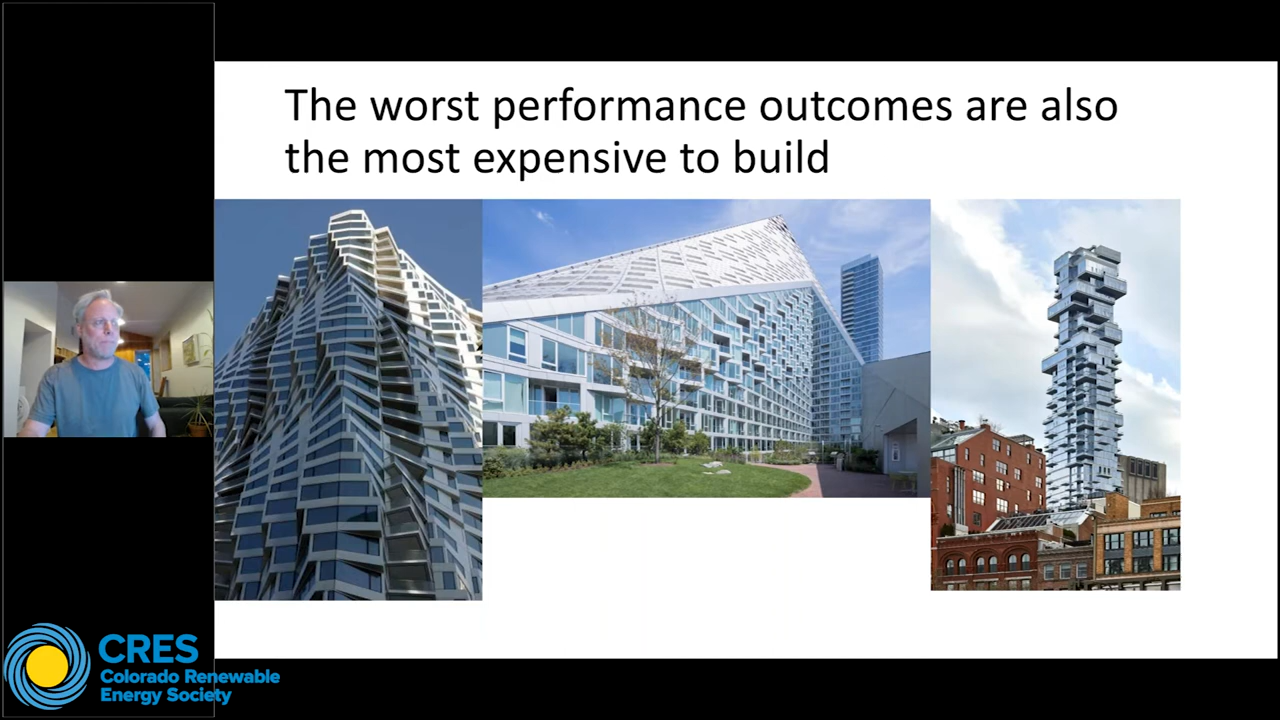 The worst performance outcomes are also
the most expensive to build
CRES
Colorado Renewable
Energy Society